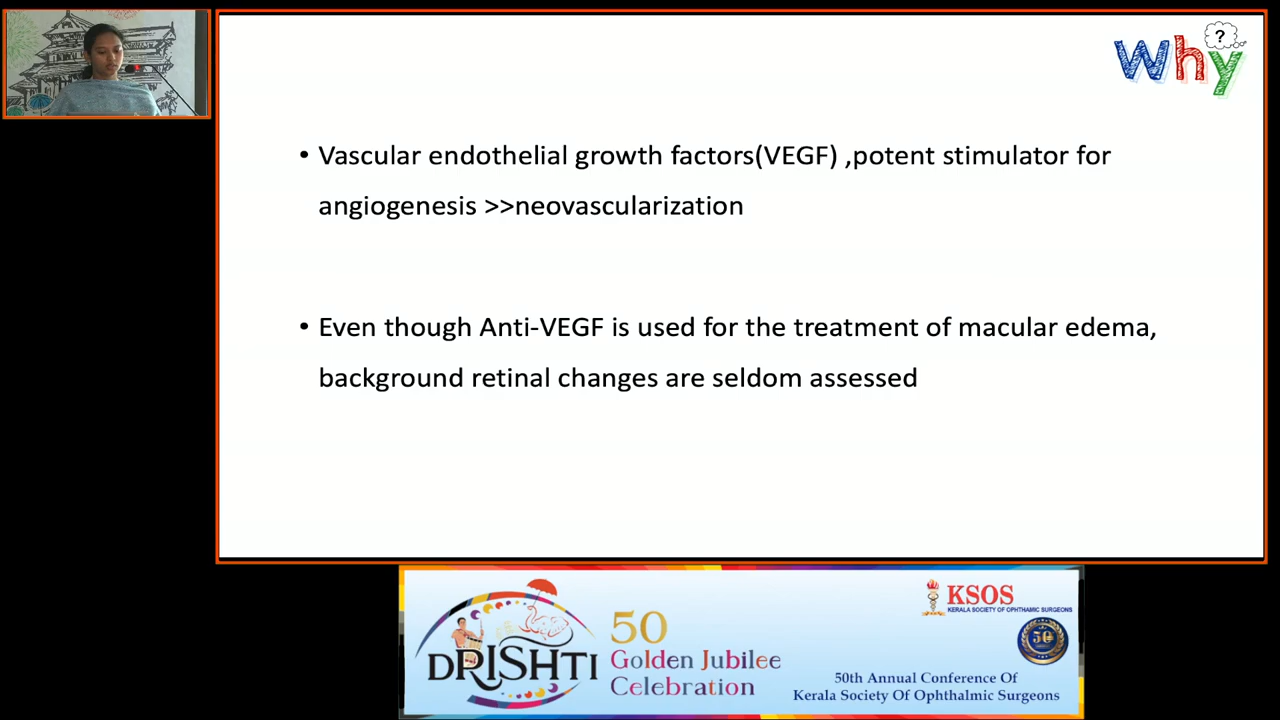 Why
?
• Vascular endothelial growth factors(VEGF) ,potent stimulator for
angiogenesis >>neovascularization
• Even though Anti-VEGF is used for the treatment of macular edema,
background retinal changes are seldom assessed
DRISHTI
50
Golden Jubilee
Celebration
KSOS
KERALA SOCIETY OF OPHTHAMIC SURGEONS
50
50th Annual Conference Of
Kerala Society Of Ophthalmic Surgeons